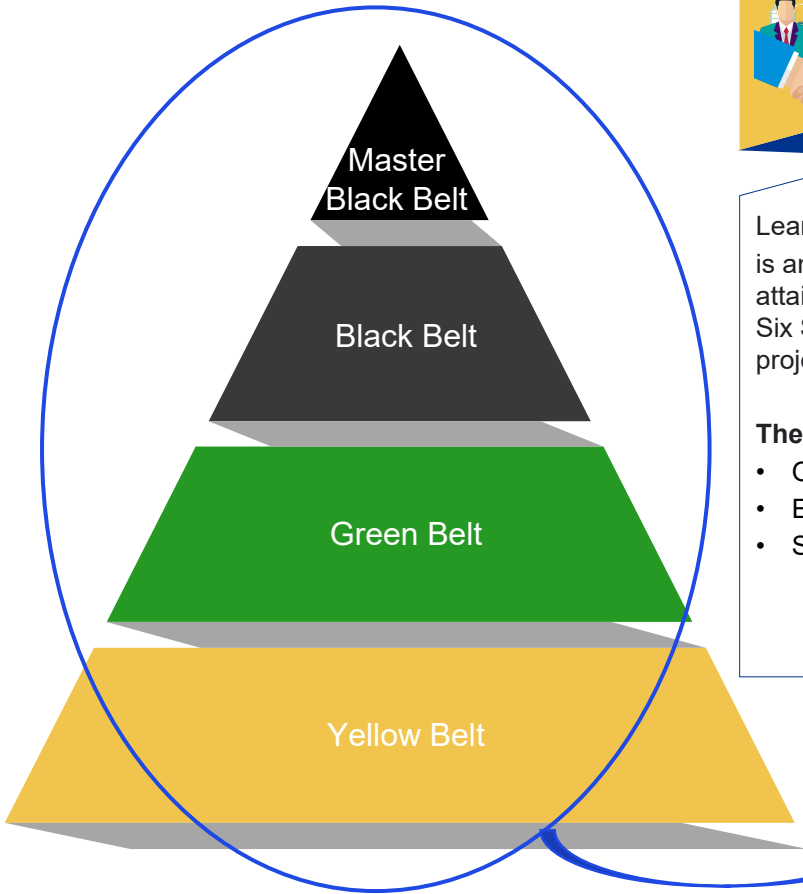 Master
Black Belt
Black Belt
Green Belt
Yellow Belt
Lear
is ar
attai
Six S
proje
The
•
•
•